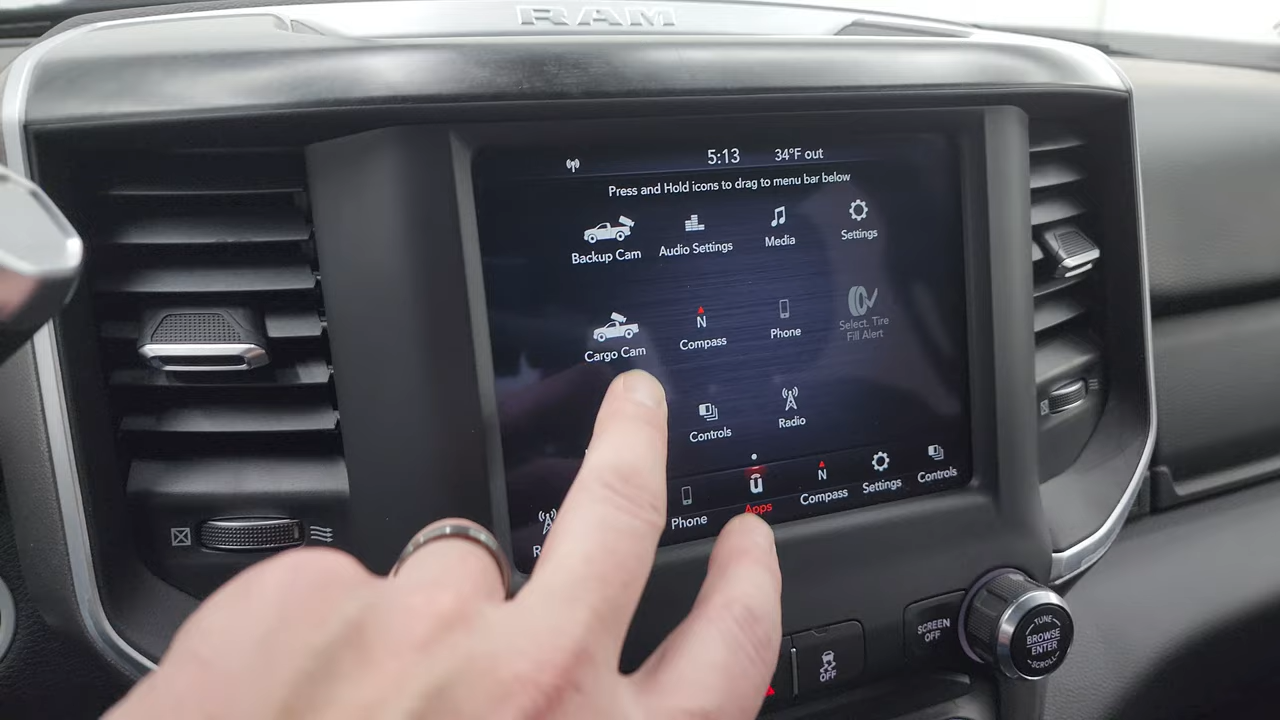 RAM
5:13 34°F out
Press and Hold icons to drag to menu bar below
Backup Cam Audio Settings Media Settings
Cargo Cam N Compass Phone Select. Tire
Fill Alert
Controls Radio
Phone Apps N Compass Settings Controls
SCREEN
OFF
TUNE
BROWSE
ENTER
SCROLL
OFF